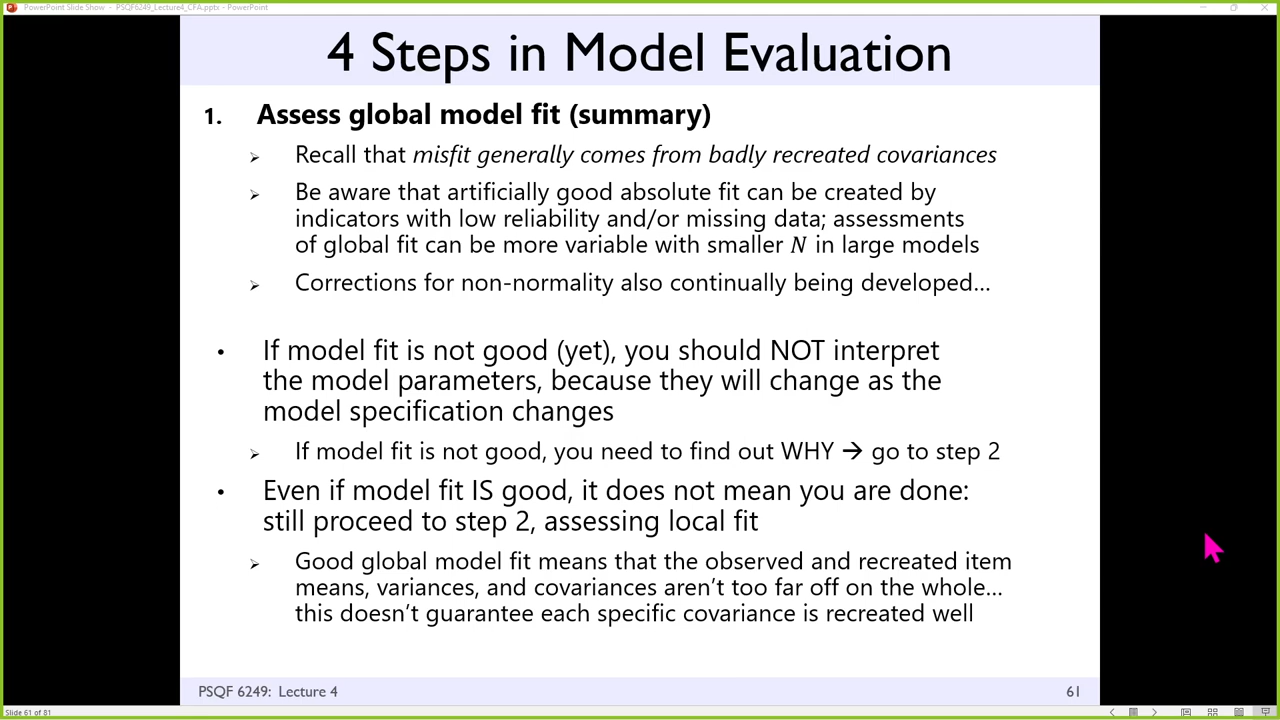 PowerPoint Slide Show - PSQF6249_Lecture4_CFA.pptx - PowerPoint
4 Steps in Model Evaluation
1. Assess global model fit (summary)
➢ Recall that misfit generally comes from badly recreated covariances
➢ Be aware that artificially good absolute fit can be created by
indicators with low reliability and/or missing data; assessments
of global fit can be more variable with smaller N in large models
➢ Corrections for non-normality also continually being developed…
• If model fit is not good (yet), you should NOT interpret
the model parameters, because they will change as the
model specification changes
➢ If model fit is not good, you need to find out WHY → go to step 2
• Even if model fit IS good, it does not mean you are done:
still proceed to step 2, assessing local fit
➢ Good global model fit means that the observed and recreated item
means, variances, and covariances aren’t too far off on the whole…
this doesn’t guarantee each specific covariance is recreated well
PSQF 6249: Lecture 4
61
Slide 61 of 81